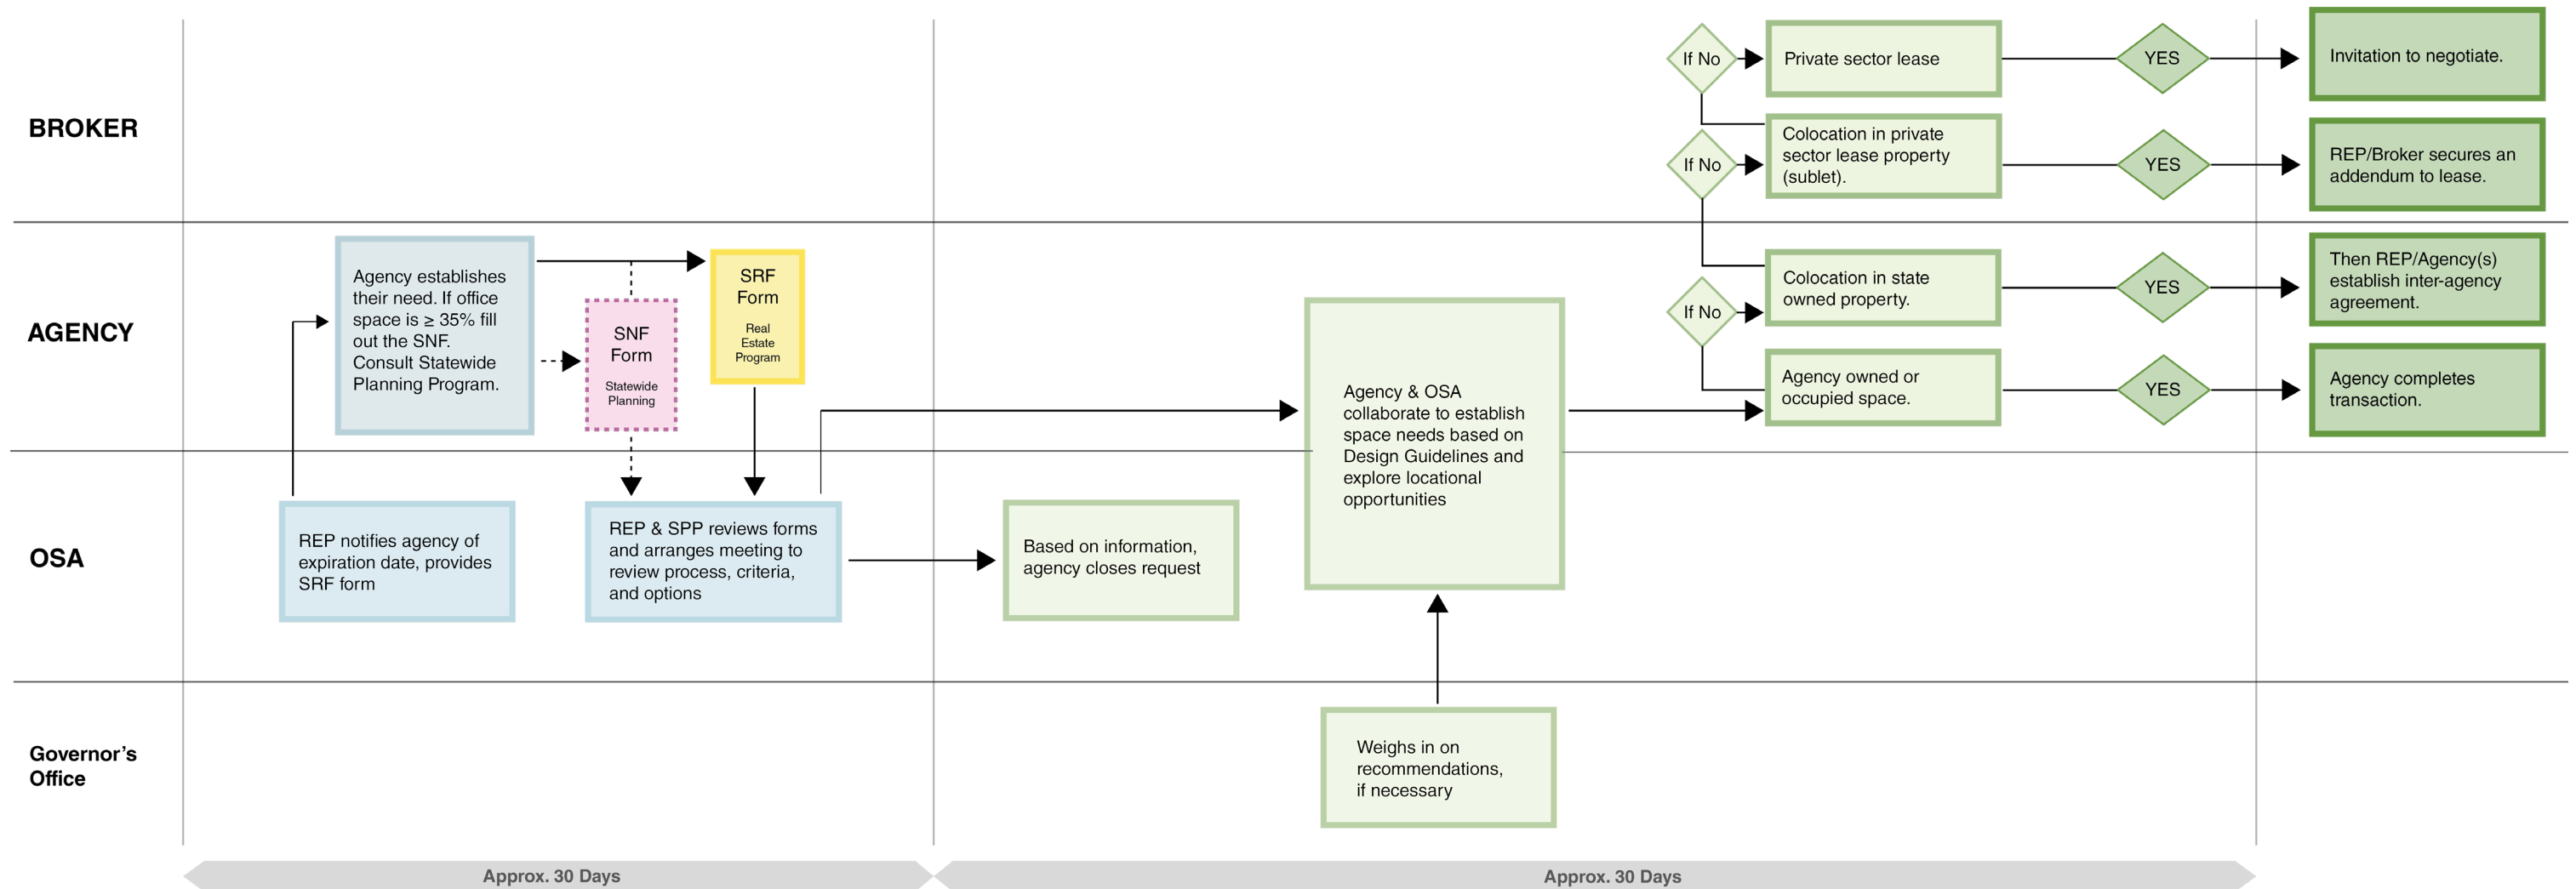 BROKER
If No
Private sector lease
YES
Invitation to negotiate.
If No
Colocation in private
sector lease property
(sublet).
YES
REP/Broker secures an
addendum to lease.
AGENCY
Agency establishes
their need. If office
space is ≥ 35% fill
out the SNF.
Consult Statewide
Planning Program.
SNF
Form
Statewide
Planning
SRF
Form
Real
Estate
Program
If No
Colocation in state
owned property.
YES
Then REP/Agency(s)
establish inter-agency
agreement.
Agency owned or
occupied space.
YES
Agency completes
transaction.
Agency & OSA
collaborate to establish
space needs based on
Design Guidelines and
explore locational
opportunities
OSA
REP notifies agency of
expiration date, provides
SRF form
REP & SPP reviews forms
and arranges meeting to
review process, criteria,
and options
Based on information,
agency closes request
Governor’s
Office
Weighs in on
recommendations,
if necessary
Approx. 30 Days
Approx. 30 Days